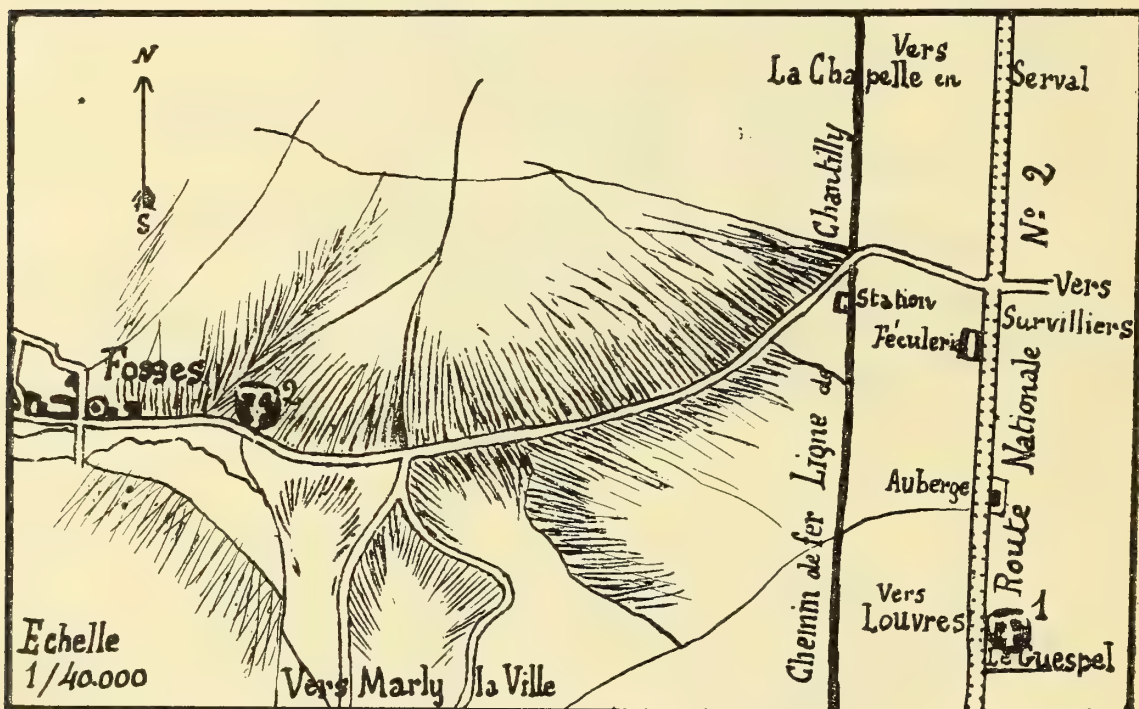 N
S
Vers
La Chapelle en Serval
Chemin de fer Ligne de Chantilly
Route Nationale Nº 2
Vers
Survilliers
Station
Féculerie
Fosses
2
Auberge
Vers
Louvres
1
Le Guespel
Echelle
1/40.000
Vers Marly la Ville